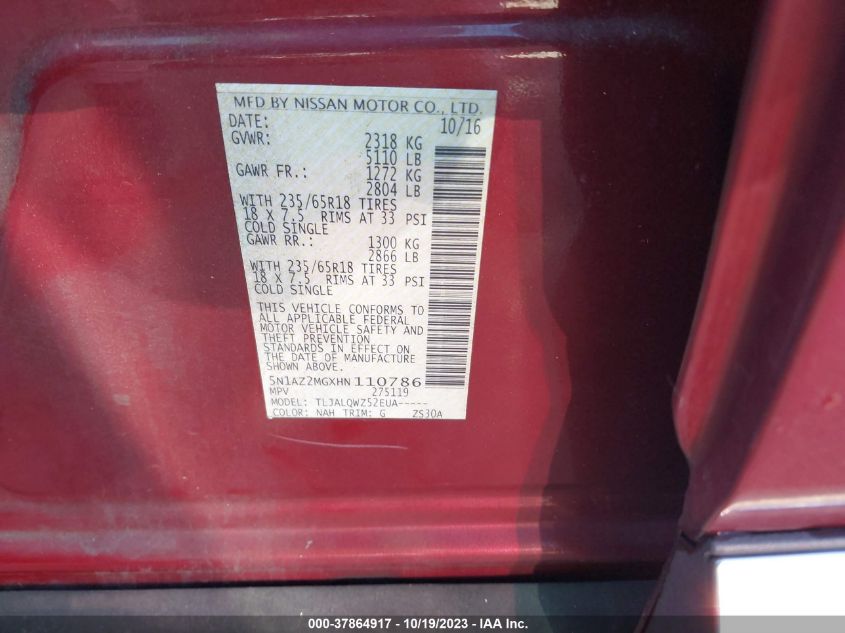 MFD BY NISSAN MOTOR CO., LTD.
DATE: 10/16
GVWR: 2318 KG
5110 LB
GAWR FR.: 1272 KG
2804 LB
WITH 235/65R18 TIRES
18 X 7.5 RIMS AT 33 PSI
COLD SINGLE
GAWR RR.: 1300 KG
2866 LB
WITH 235/65R18 TIRES
18 X 7.5 RIMS AT 33 PSI
COLD SINGLE
THIS VEHICLE CONFORMS TO
ALL APPLICABLE FEDERAL
MOTOR VEHICLE SAFETY AND
THEFT PREVENTION
STANDARDS IN EFFECT ON
THE DATE OF MANUFACTURE
SHOWN ABOVE.
5N1AZ2MGXHN110786
MPV 275119
MODEL: TLJALQWZ52EUA-----
COLOR: NAH TRIM: G ZS30A
000-37864917 - 10/19/2023 - IAA Inc.